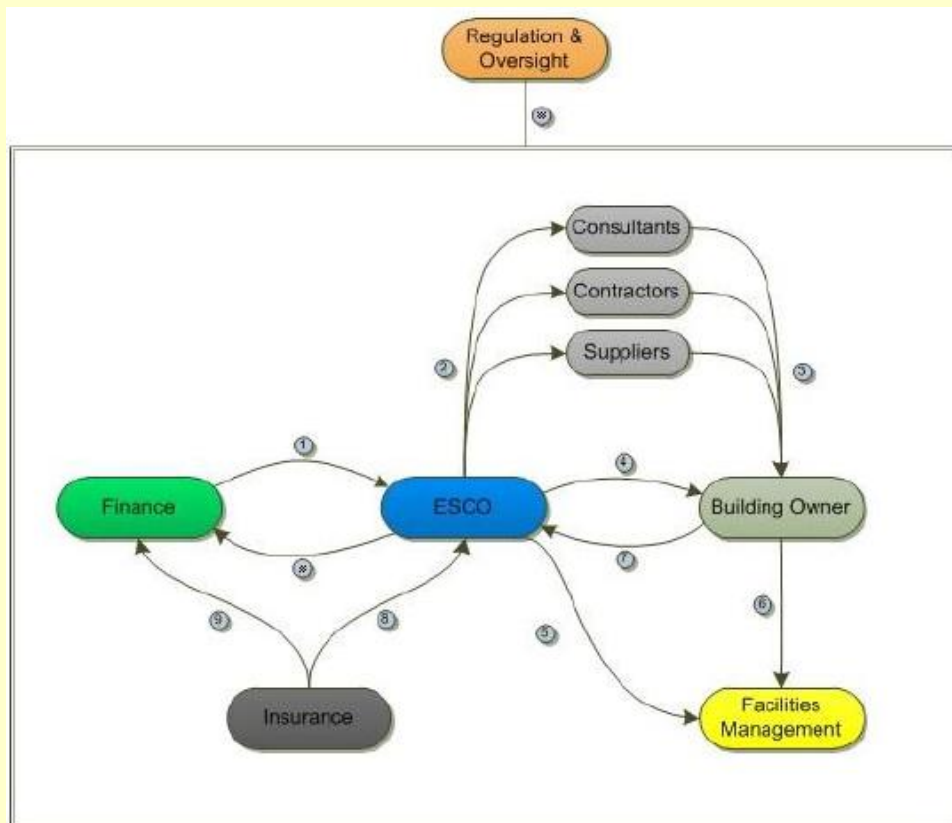 Regulation &
Oversight
Consultants
Contractors
Suppliers
2
3
1
4
Finance
ESCO
Building Owner
7
9
8
5
6
Insurance
Facilities
Management